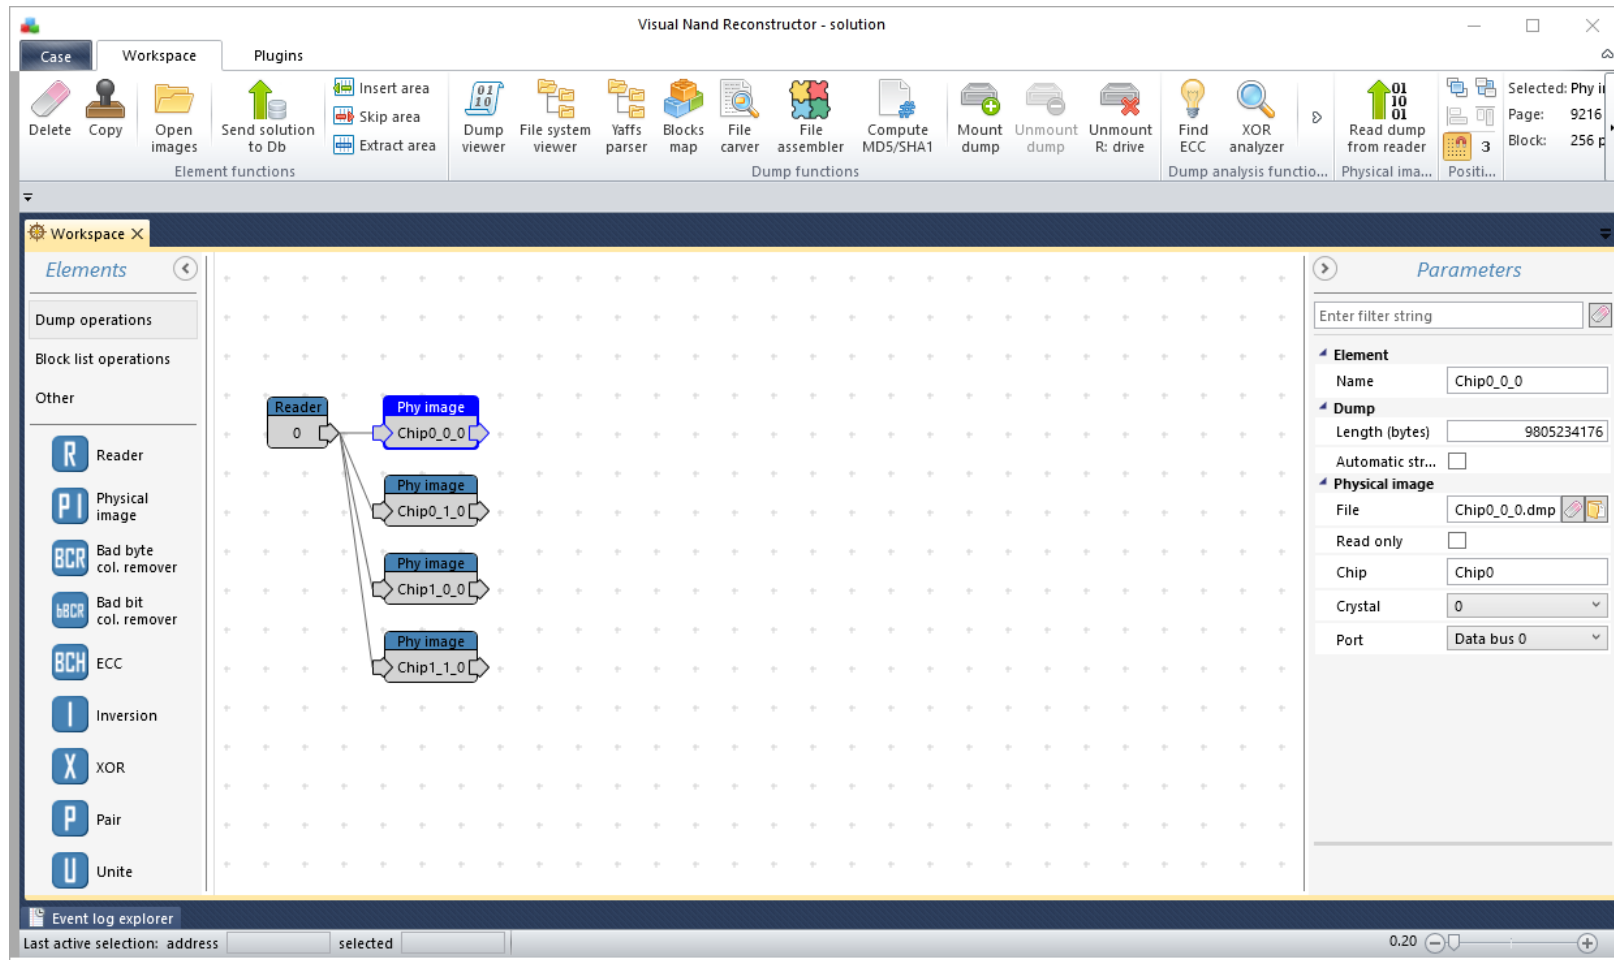 Visual Nand Reconstructor - solution
Case
Workspace
Plugins
Delete
Copy
Open images
Send solution to Db
Insert area
Skip area
Extract area
Element functions
Dump viewer
File system viewer
Yaffs parser
Blocks map
File carver
File assembler
Compute MD5/SHA1
Mount dump
Unmount dump
Unmount R: drive
Dump functions
Find ECC
XOR analyzer
Dump analysis functio...
Read dump from reader
Physical ima...
3
Positi...
Selected: Phy i
Page: 9216
Block: 256 p
Workspace
Elements
Dump operations
Block list operations
Other
R Reader
PI Physical image
BCR Bad byte col. remover
bBCR Bad bit col. remover
BCH ECC
I Inversion
X XOR
P Pair
U Unite
Reader
0
Phy image
Chip0_0_0
Phy image
Chip0_1_0
Phy image
Chip1_0_0
Phy image
Chip1_1_0
Parameters
Enter filter string
Element
Name Chip0_0_0
Dump
Length (bytes) 9805234176
Automatic str...
Physical image
File Chip0_0_0.dmp
Read only
Chip Chip0
Crystal 0
Port Data bus 0
Event log explorer
Last active selection: address selected
0.20